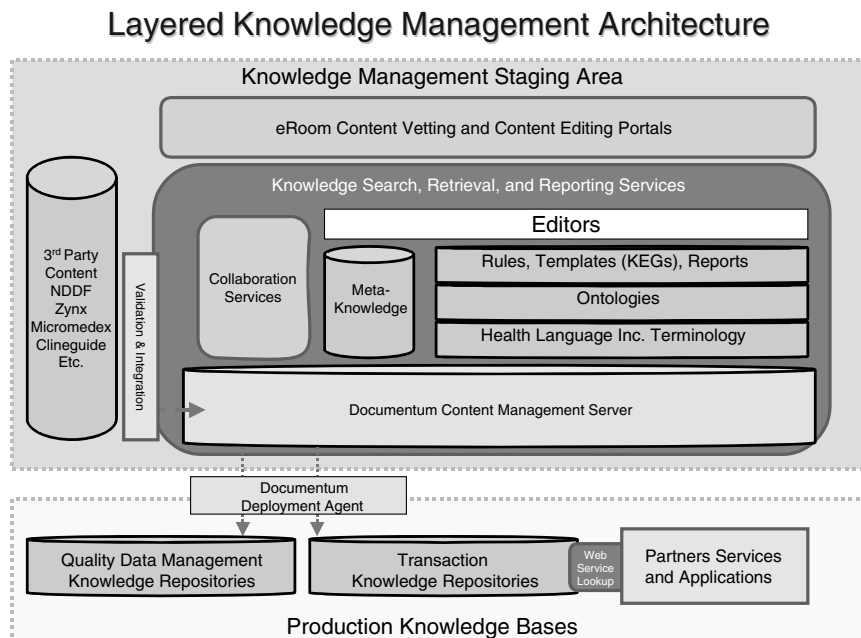 Layered Knowledge Management Architecture
Knowledge Management Staging Area
eRoom Content Vetting and Content Editing Portals
Knowledge Search, Retrieval, and Reporting Services
3rd Party
Content
NDDF
Zynx
Micromedex
Clineguide
Etc.
Validation & Integration
Collaboration
Services
Editors
Meta-
Knowledge
Rules, Templates (KEGs), Reports
Ontologies
Health Language Inc. Terminology
Documentum Content Management Server
Documentum
Deployment Agent
Quality Data Management
Knowledge Repositories
Transaction
Knowledge Repositories
Web
Service
Lookup
Partners Services
and Applications
Production Knowledge Bases